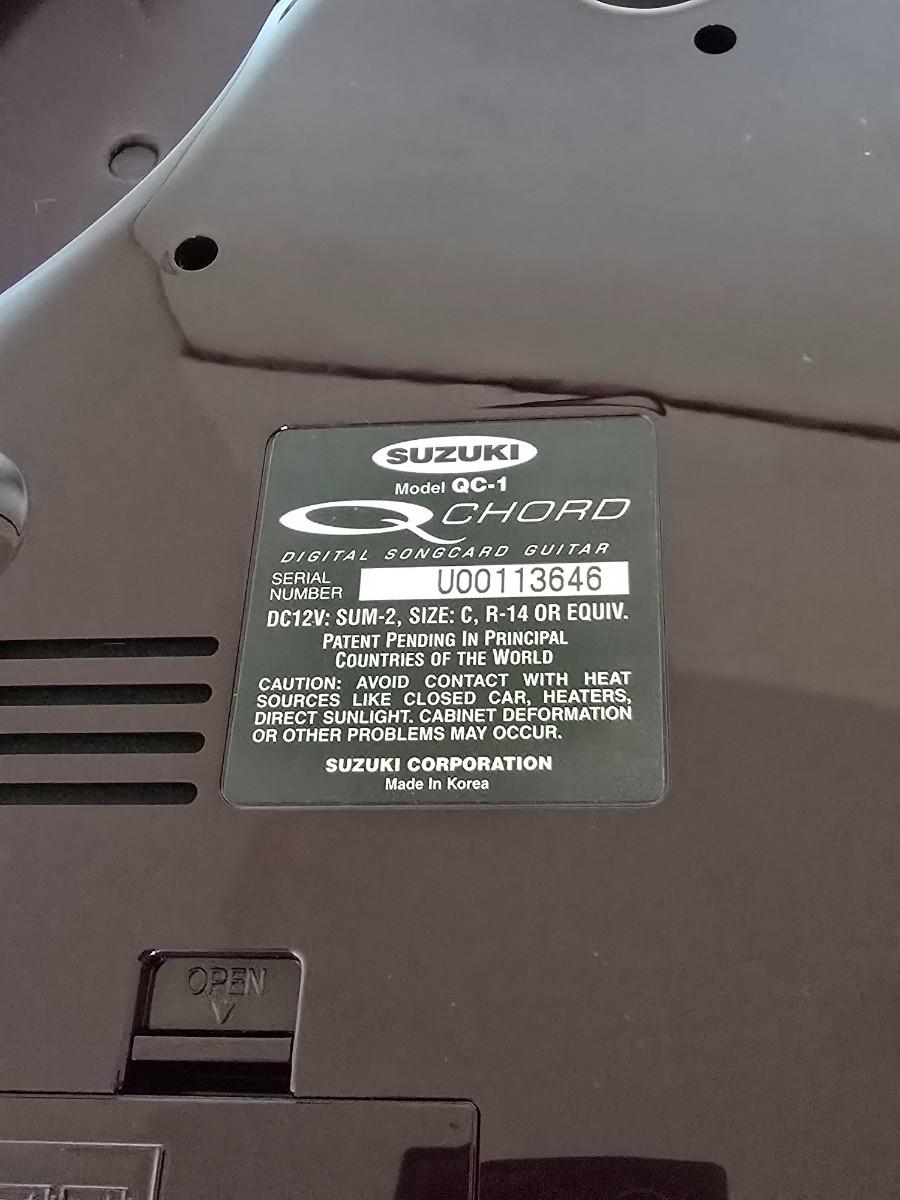 SUZUKI
Model QC-1
QCHORD
DIGITAL SONGCARD GUITAR
SERIAL NUMBER U00113646
DC12V: SUM-2, SIZE: C, R-14 OR EQUIV.
PATENT PENDING IN PRINCIPAL
COUNTRIES OF THE WORLD
CAUTION: AVOID CONTACT WITH HEAT
SOURCES LIKE CLOSED CAR, HEATERS,
DIRECT SUNLIGHT. CABINET DEFORMATION
OR OTHER PROBLEMS MAY OCCUR.
SUZUKI CORPORATION
Made In Korea
OPEN